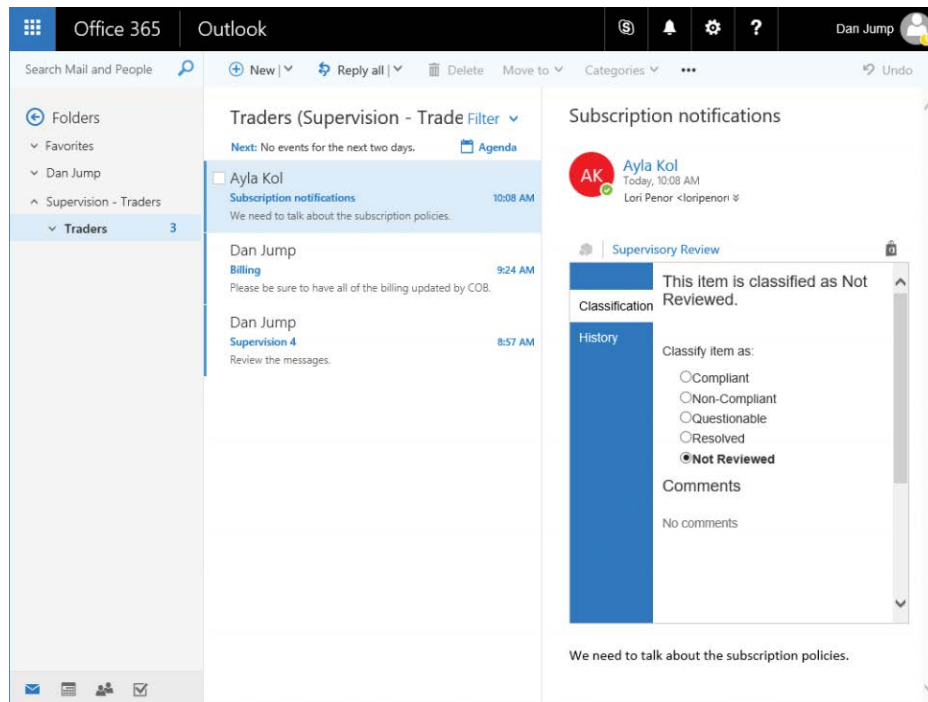 Office 365
Outlook
Dan Jump
Search Mail and People
New
Reply all
Delete
Move to
Categories
Undo
Folders
Favorites
Dan Jump
Supervision - Traders
Traders 3
Traders (Supervision - Trade
Filter
Next: No events for the next two days.
Agenda
Ayla Kol
Subscription notifications 10:08 AM
We need to talk about the subscription policies.
Dan Jump
Billing 9:24 AM
Please be sure to have all of the billing updated by COB.
Dan Jump
Supervision 4 8:57 AM
Review the messages.
Subscription notifications
AK
Ayla Kol
Today, 10:08 AM
Lori Penor <loripenor
Supervisory Review
Classification
History
This item is classified as Not
Reviewed.
Classify item as:
Compliant
Non-Compliant
Questionable
Resolved
Not Reviewed
Comments
No comments
We need to talk about the subscription policies.